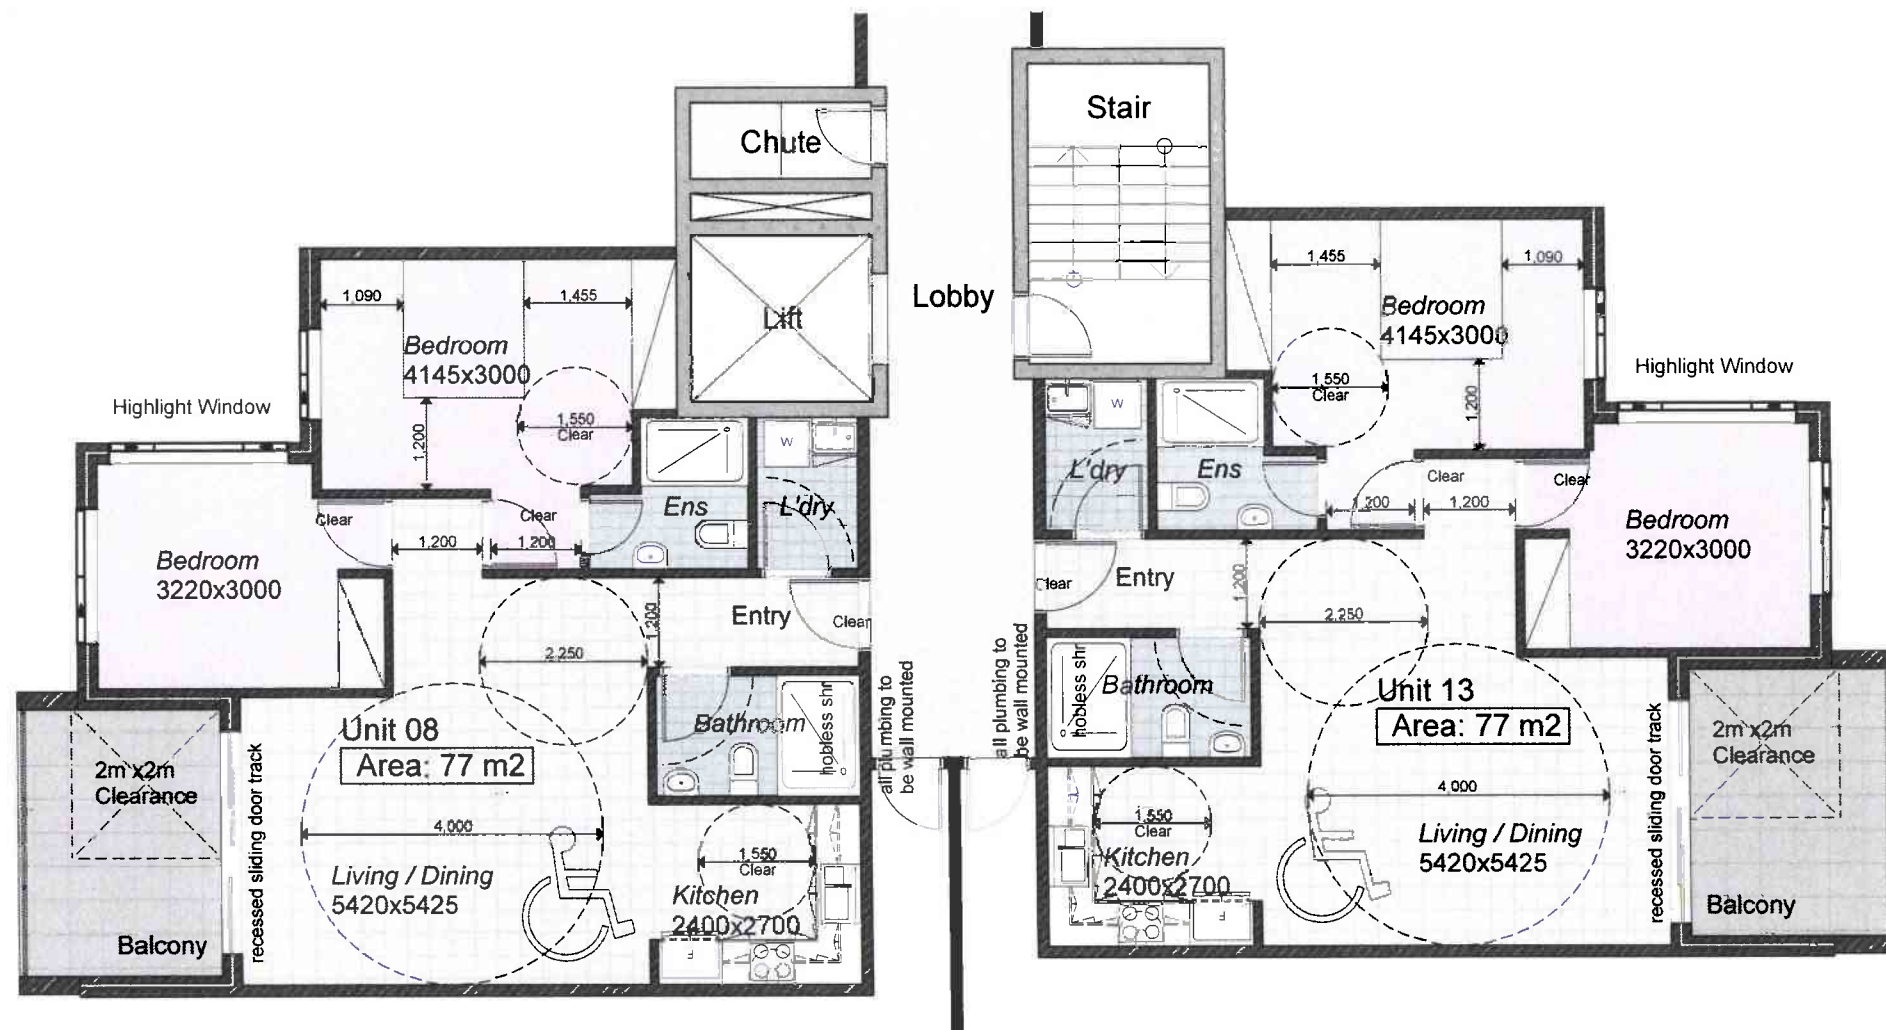 Stair
Chute
Lift
Lobby
1,090
1,455
Bedroom
4145x3000
1,550
Clear
1,200
Highlight Window
W
L'dry
Ens
Clear
Clear
1,200
1,200
Bedroom
3220x3000
Entry
Clear
1,200
2,250
Bathroom
hobless shr
all plumbing to
be wall mounted
Unit 08
Area: 77 m2
2m x2m
Clearance
recessed sliding door track
4,000
Living / Dining
5420x5425
1,550
Clear
Kitchen
2400x2700
F
Balcony
1,455
1,090
Bedroom
4145x3000
1,550
Clear
1,200
Highlight Window
W
L'dry
Ens
Clear
Clear
1,200
1,200
Bedroom
3220x3000
Clear
Entry
1,200
2,250
all plumbing to
be wall mounted
hobless shr
Bathroom
Unit 13
Area: 77 m2
recessed sliding door track
2m x2m
Clearance
4,000
1,550
Clear
Kitchen
2400x2700
F
Living / Dining
5420x5425
Balcony